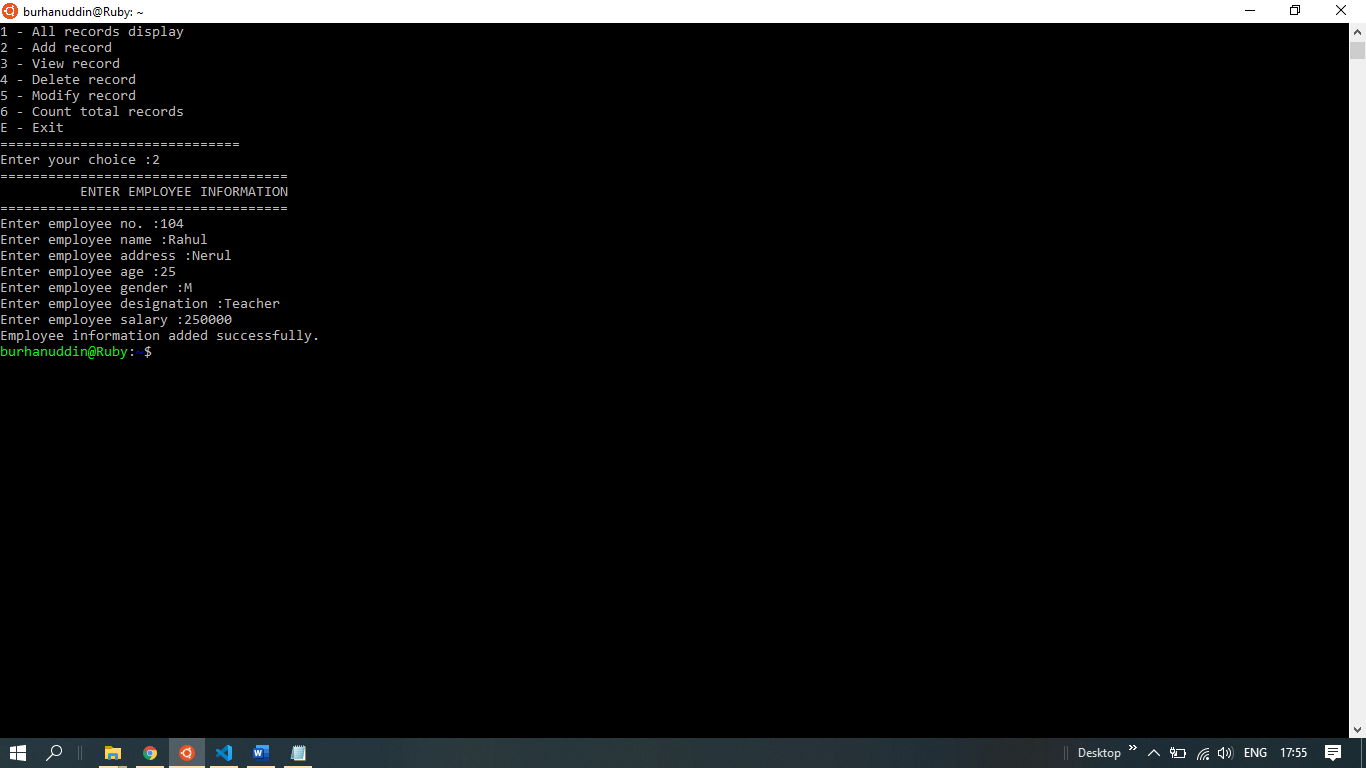 burhanuddin@Ruby: ~
1 - All records display
2 - Add record
3 - View record
4 - Delete record
5 - Modify record
6 - Count total records
E - Exit
==============================
Enter your choice :2
====================================
          ENTER EMPLOYEE INFORMATION
====================================
Enter employee no. :104
Enter employee name :Rahul
Enter employee address :Nerul
Enter employee age :25
Enter employee gender :M
Enter employee designation :Teacher
Enter employee salary :250000
Employee information added successfully.
burhanuddin@Ruby:~$
Desktop ENG 17:55